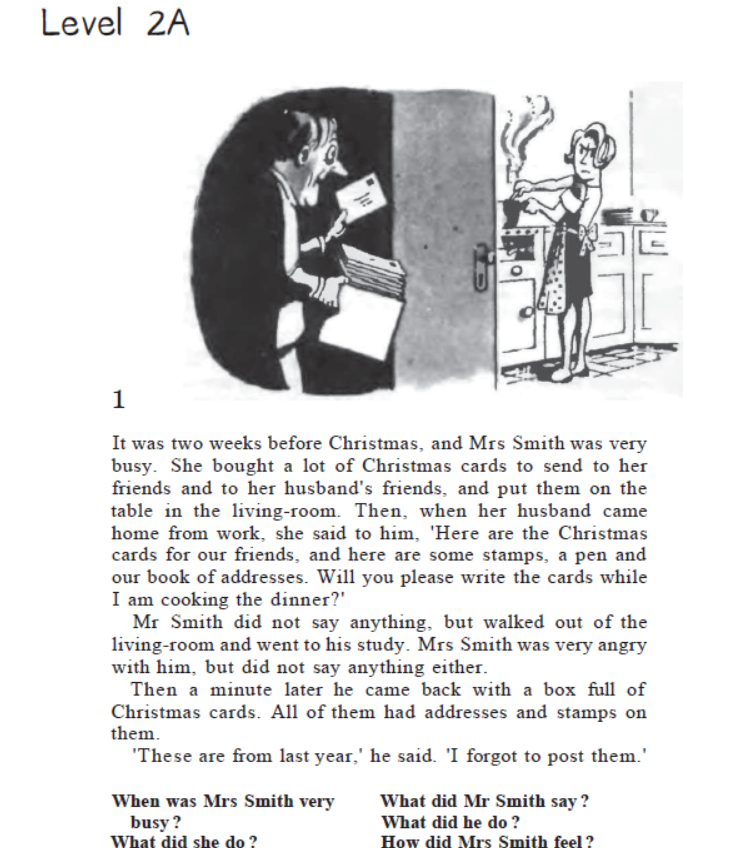 Level 2A
1
It was two weeks before Christmas, and Mrs Smith was very
busy. She bought a lot of Christmas cards to send to her
friends and to her husband's friends, and put them on the
table in the living-room. Then, when her husband came
home from work, she said to him, 'Here are the Christmas
cards for our friends, and here are some stamps, a pen and
our book of addresses. Will you please write the cards while
I am cooking the dinner?'
Mr Smith did not say anything, but walked out of the
living-room and went to his study. Mrs Smith was very angry
with him, but did not say anything either.
Then a minute later he came back with a box full of
Christmas cards. All of them had addresses and stamps on
them.
'These are from last year,' he said. 'I forgot to post them.'
When was Mrs Smith very
busy?
What did she do?
What did Mr Smith say?
What did he do?
How did Mrs Smith feel?